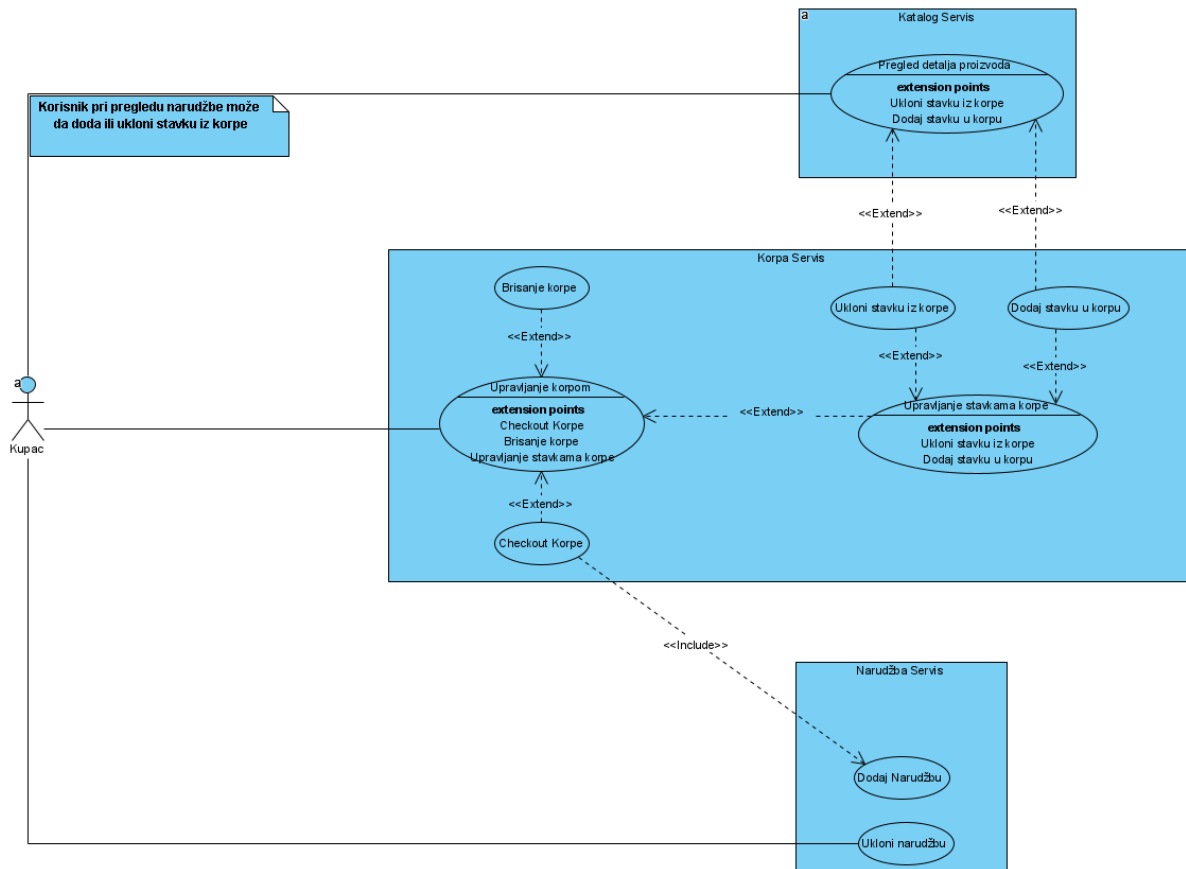 a
Katalog Servis
Pregled detalja proizvoda
extension points
Ukloni stavku iz korpe
Dodaj stavku u korpu
Korisnik pri pregledu narudžbe može
da doda ili ukloni stavku iz korpe
<<Extend>>
<<Extend>>
Korpa Servis
Brisanje korpe
Ukloni stavku iz korpe
Dodaj stavku u korpu
<<Extend>>
<<Extend>>
<<Extend>>
a
Kupac
Upravljanje korpom
extension points
Checkout Korpe
Brisanje korpe
Upravljanje stavkama korpe
<<Extend>>
Upravljanje stavkama korpe
extension points
Ukloni stavku iz korpe
Dodaj stavku u korpu
<<Extend>>
Checkout Korpe
<<Include>>
Narudžba Servis
Dodaj Narudžbu
Ukloni narudžbu